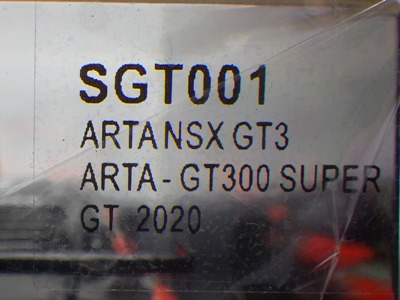 SGT001
ARTA NSX GT3
ARTA - GT300 SUPER
GT 2020